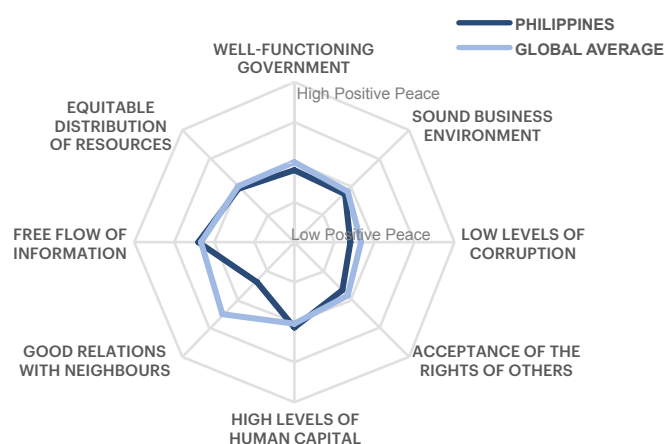 PHILIPPINES
GLOBAL AVERAGE
WELL-FUNCTIONING
GOVERNMENT
High Positive Peace
SOUND BUSINESS
ENVIRONMENT
EQUITABLE
DISTRIBUTION
OF RESOURCES
Low Positive Peace
LOW LEVELS OF
CORRUPTION
FREE FLOW OF
INFORMATION
ACCEPTANCE OF THE
RIGHTS OF OTHERS
GOOD RELATIONS
WITH NEIGHBOURS
HIGH LEVELS OF
HUMAN CAPITAL